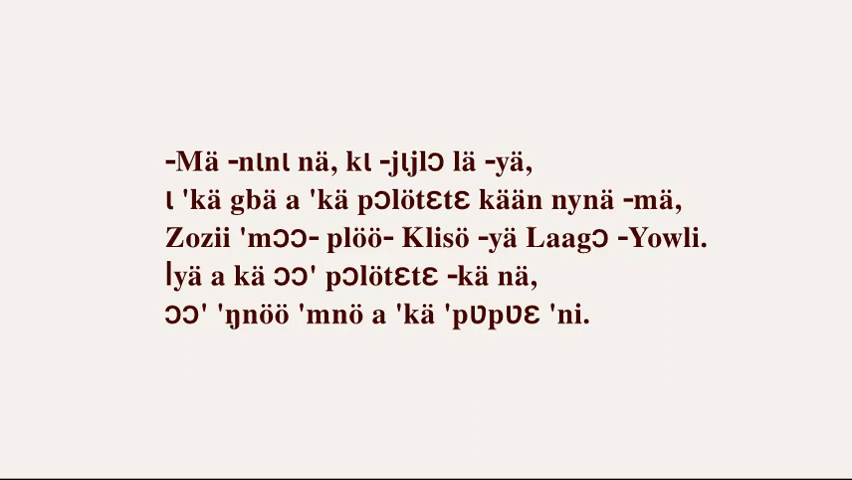 -Mä -nɩnɩ nä, kɩ -jɩjlɔ lä -yä,
ɩ 'kä gbä a 'kä pɔlötɛtɛ kään nynä -mä,
Zozii 'mɔɔ- plöö- Klisö -yä Laagɔ -Yowli.
Ɩyä a kä ɔɔ' pɔlötɛtɛ -kä nä,
ɔɔ' 'ŋnöö 'mnö a 'kä 'pʋpʋɛ 'ni.